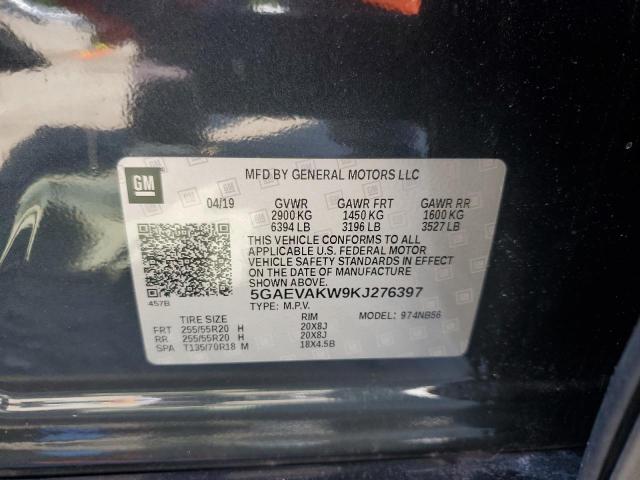 GM
MFD BY GENERAL MOTORS LLC
04/19 GVWR GAWR FRT GAWR RR
2900 KG 1450 KG 1600 KG
6394 LB 3196 LB 3527 LB
THIS VEHICLE CONFORMS TO ALL
APPLICABLE U.S. FEDERAL MOTOR
VEHICLE SAFETY STANDARDS IN EFFECT
ON THE DATE OF MANUFACTURE
SHOWN ABOVE.
5GAEVAKW9KJ276397
457B TYPE: M.P.V.
TIRE SIZE RIM MODEL: 974NB56
FRT 255/55R20 H 20X8J
RR 255/55R20 H 20X8J
SPA T135/70R18 M 18X4.5B